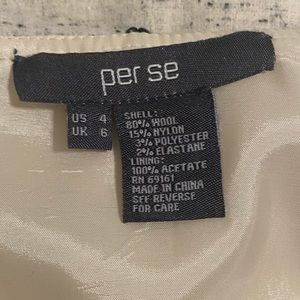 per se
US 4
UK 6
SHELL:
80% WOOL
15% NYLON
3% POLYESTER
2% ELASTANE
LINING:
100% ACETATE
RN 69161
MADE IN CHINA
SEE REVERSE
FOR CARE